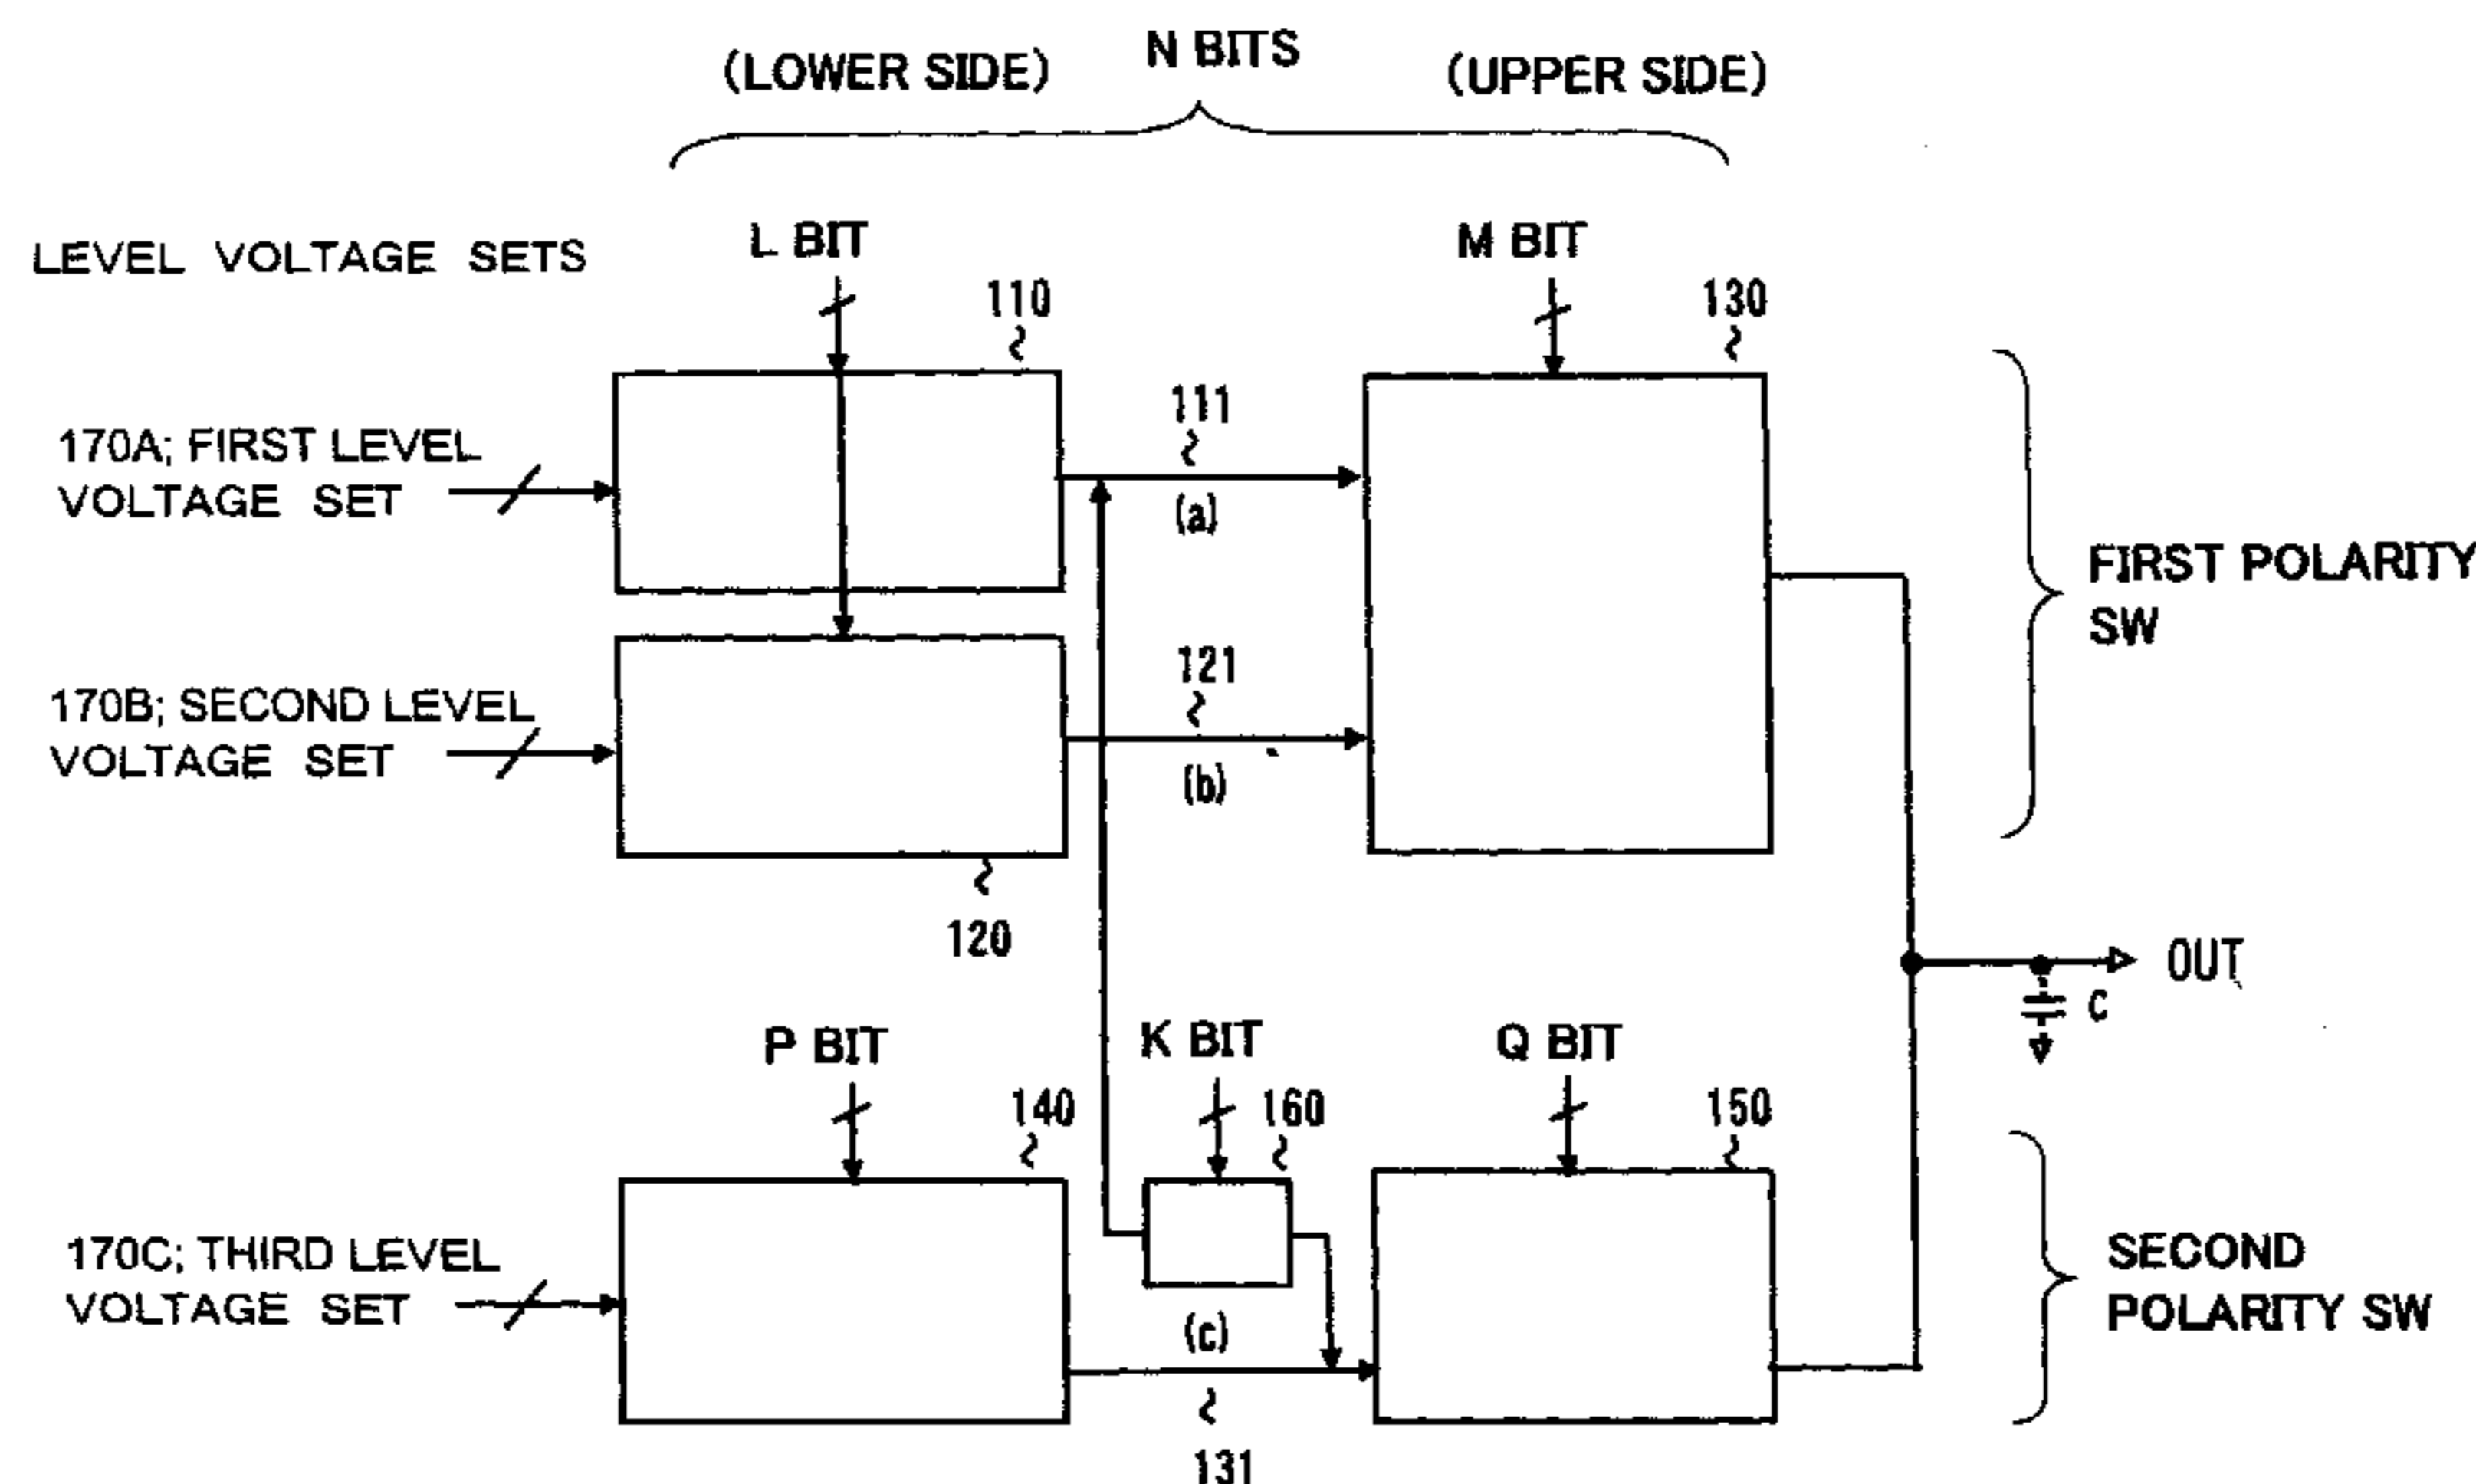 N BITS
(LOWER SIDE)
(UPPER SIDE)
LEVEL VOLTAGE SETS
L BIT
M BIT
110
130
170A; FIRST LEVEL
VOLTAGE SET
111
(a)
FIRST POLARITY
SW
170B; SECOND LEVEL
VOLTAGE SET
121
(b)
120
OUT
C
P BIT
K BIT
Q BIT
140
160
150
170C; THIRD LEVEL
VOLTAGE SET
(c)
131
SECOND
POLARITY SW